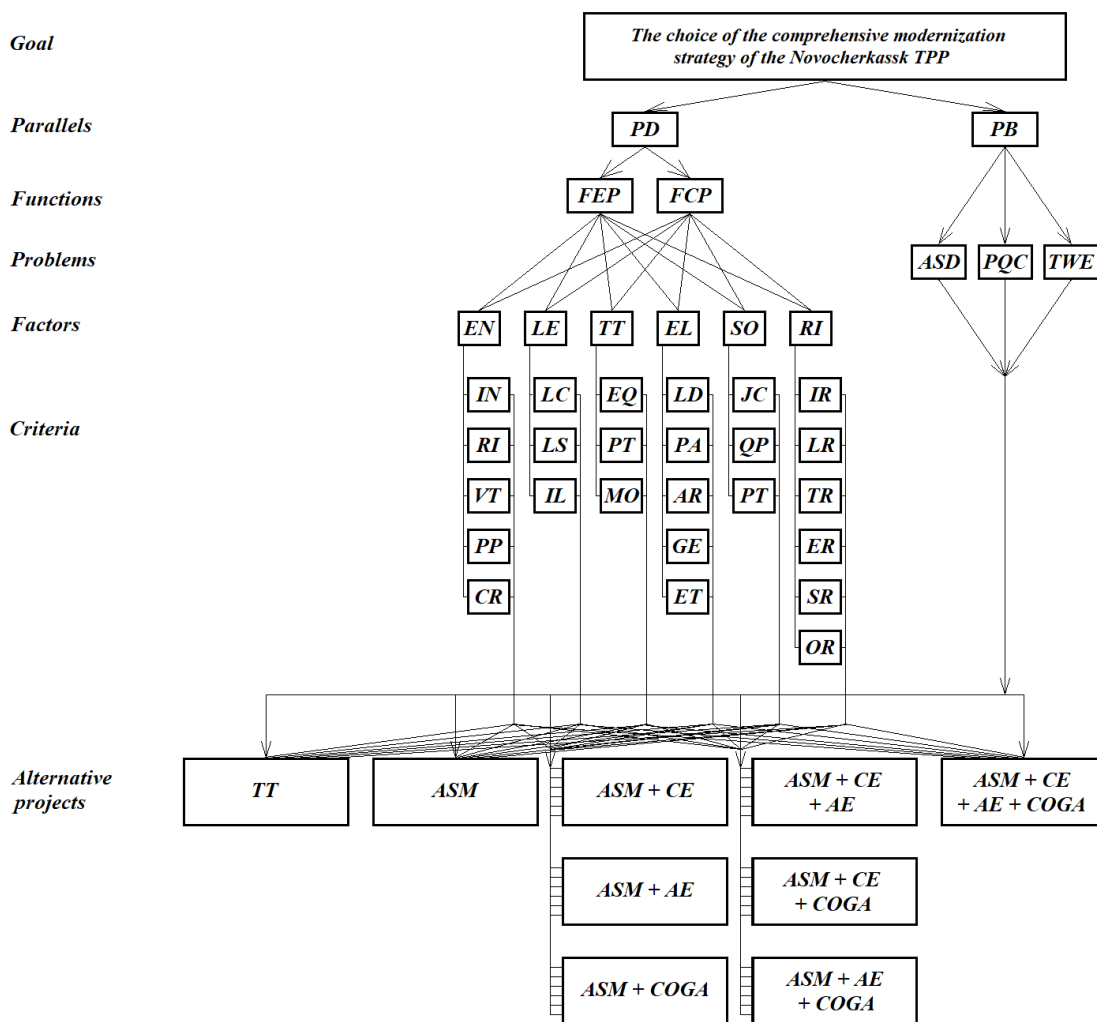 Goal
The choice of the comprehensive modernization
strategy of the Novocherkassk TPP
Parallels
PD
PB
Functions
FEP
FCP
Problems
ASD
PQC
TWE
Factors
EN
LE
TT
EL
SO
RI
Criteria
IN
LC
EQ
LD
JC
IR
RI
LS
PT
PA
QP
LR
VT
IL
MO
AR
PT
TR
PP
GE
ER
CR
ET
SR
OR
Alternative
projects
TT
ASM
ASM + CE
ASM + CE
+ AE
ASM + CE
+ AE + COGA
ASM + AE
ASM + CE
+ COGA
ASM + COGA
ASM + AE
+ COGA